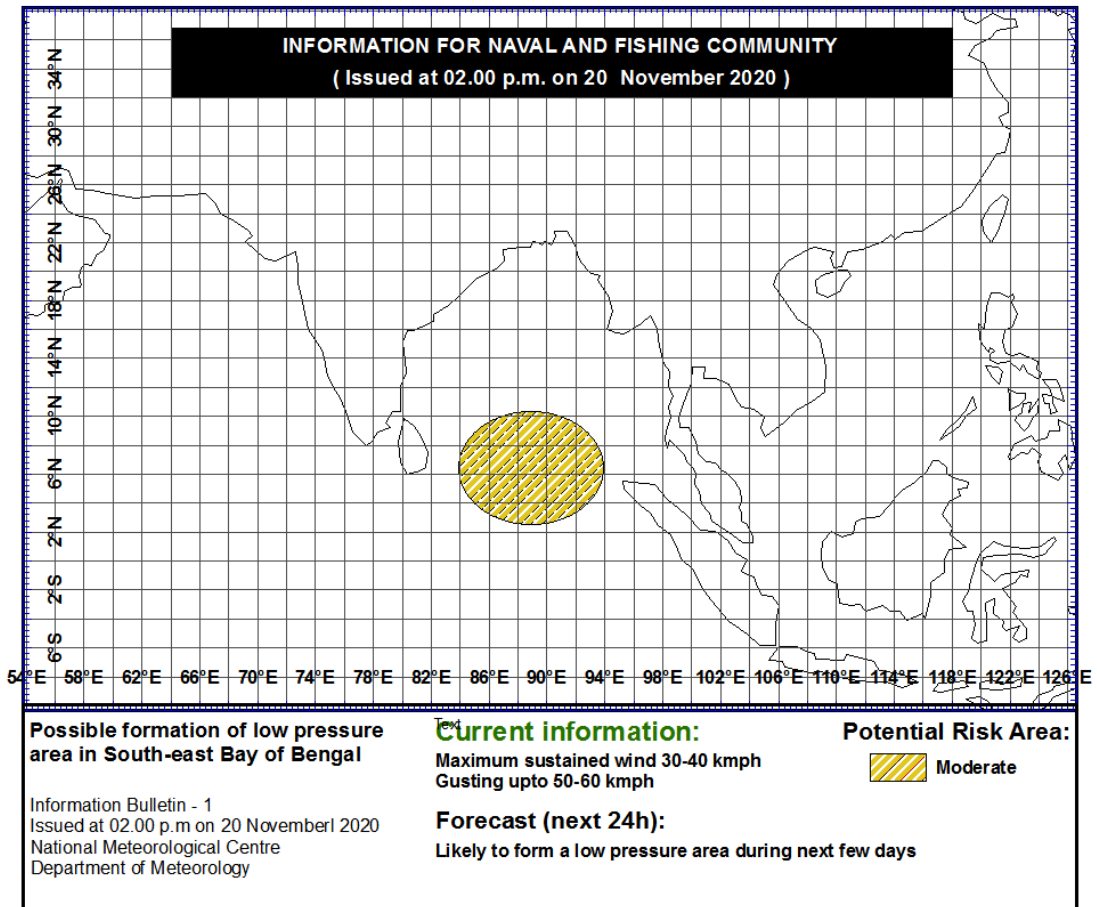 INFORMATION FOR NAVAL AND FISHING COMMUNITY
( Issued at 02.00 p.m. on 20 November 2020 )
34°N
30°N
26°N
22°N
18°N
14°N
10°N
6°N
2°N
2°S
6°S
54°E 58°E 62°E 66°E 70°E 74°E 78°E 82°E 86°E 90°E 94°E 98°E 102°E 106°E 110°E 114°E 118°E 122°E 126°E
Possible formation of low pressure
area in South-east Bay of Bengal
Information Bulletin - 1
Issued at 02.00 p.m on 20 Novemberl 2020
National Meteorological Centre
Department of Meteorology
Text
Current information:
Maximum sustained wind 30-40 kmph
Gusting upto 50-60 kmph
Forecast (next 24h):
Likely to form a low pressure area during next few days
Potential Risk Area:
Moderate